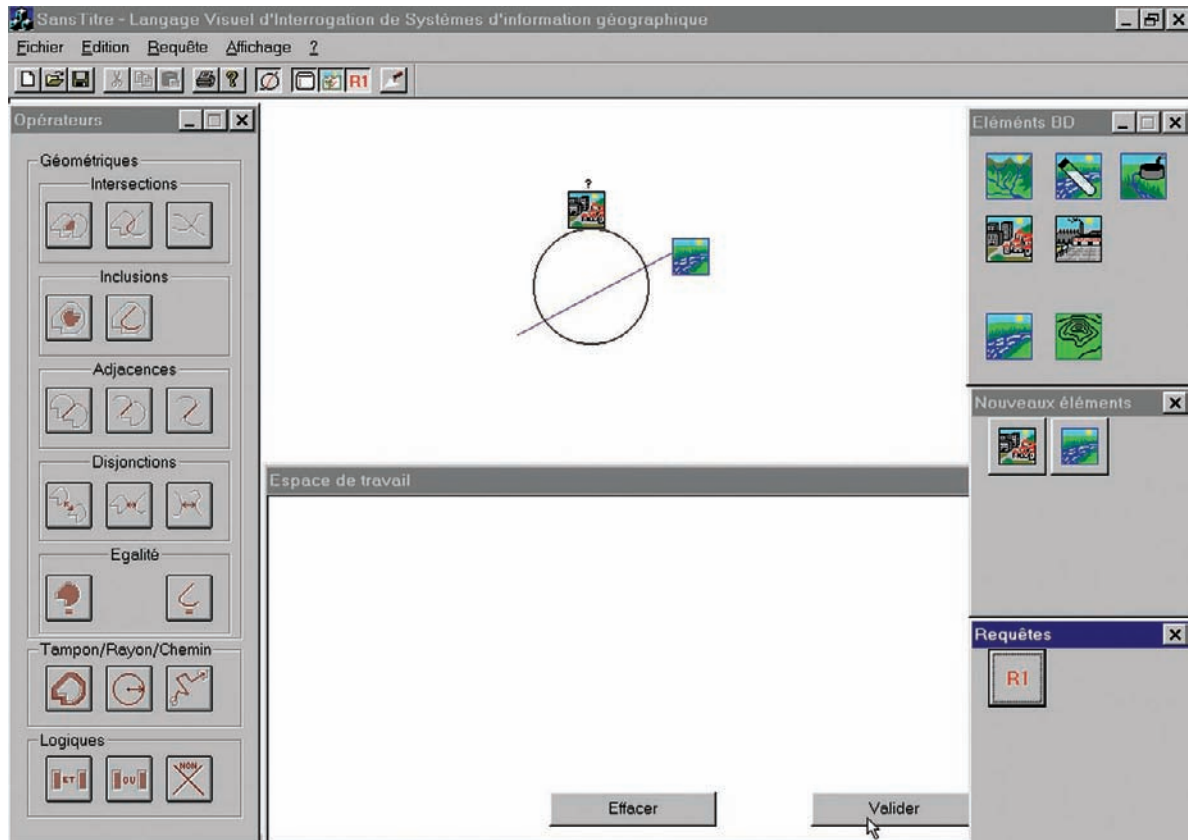 SansTitre - Langage Visuel d'Interrogation de Systèmes d'information géographique
Fichier Edition Requête Affichage ?
R1
Opérateurs
Géométriques
Intersections
Inclusions
Adjacences
Disjonctions
Egalité
Tampon/Rayon/Chemin
Logiques
ET OU NON
?
Espace de travail
Effacer Valider
Eléments BD
Nouveaux éléments
Requêtes
R1